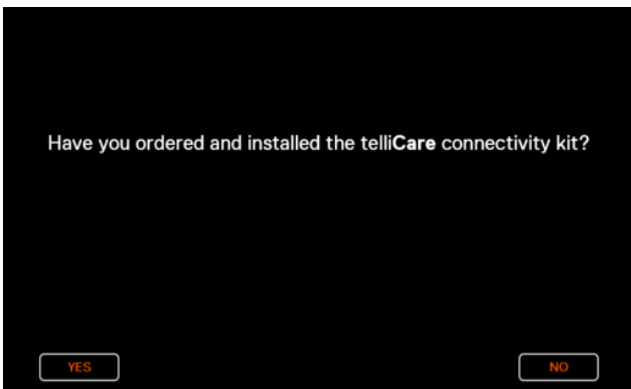 Have you ordered and installed the telliCare connectivity kit?
YES
NO